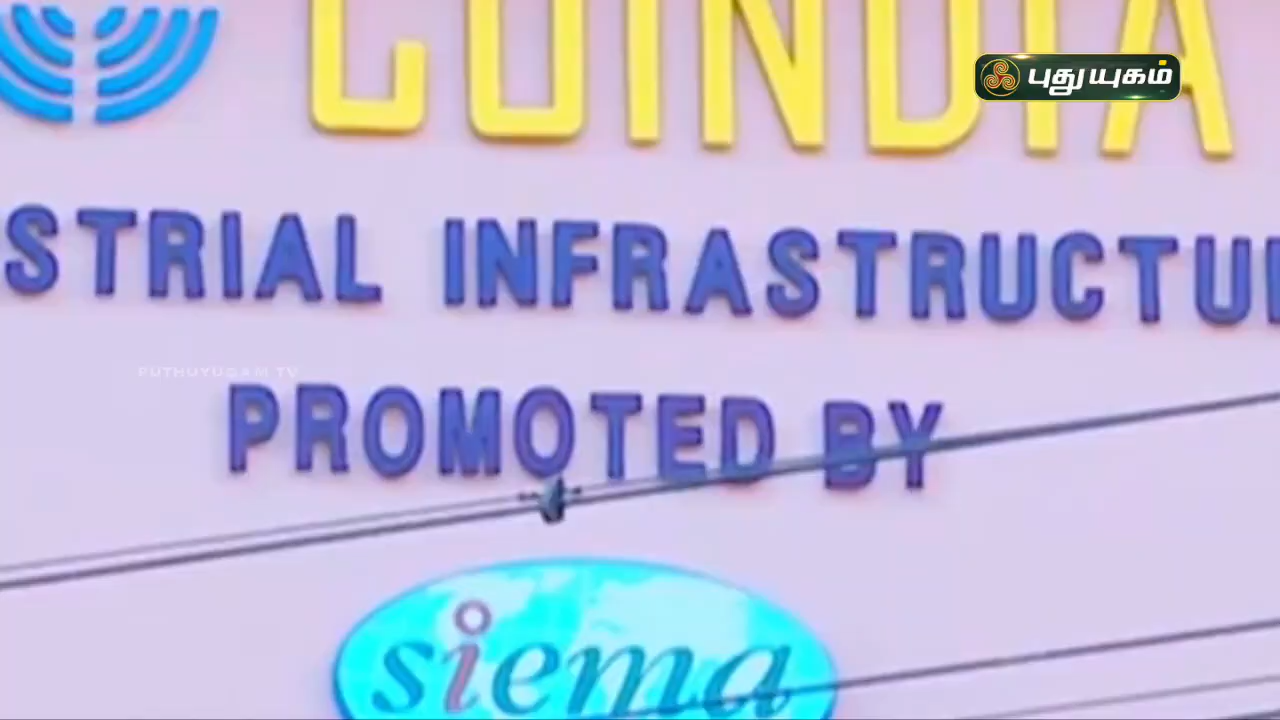 COINDIA
புதுயுகம்
STRIAL INFRASTRUCTU
PUTHUYUGAM TV
PROMOTED BY
siema